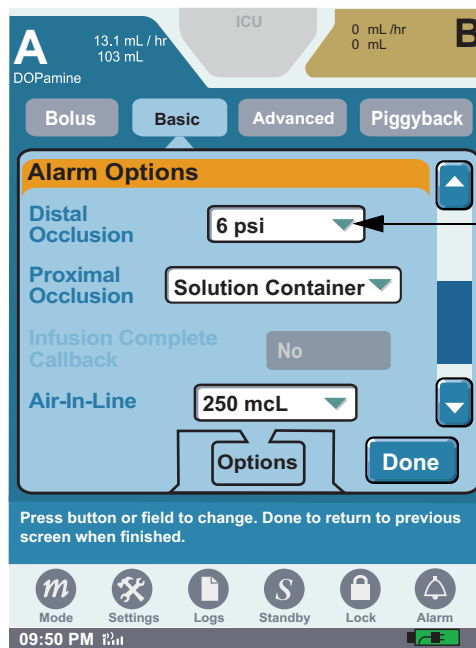 ICU
A
13.1 mL / hr
103 mL
DOPamine
0 mL /hr
0 mL
B
Bolus
Basic
Advanced
Piggyback
Alarm Options
Distal
Occlusion
6 psi
Proximal
Occlusion
Solution Container
Infusion Complete
Callback
No
Air-In-Line
250 mcL
Options
Done
Press button or field to change. Done to return to previous
screen when finished.
m
S
Mode
Settings
Logs
Standby
Lock
Alarm
09:50 PM